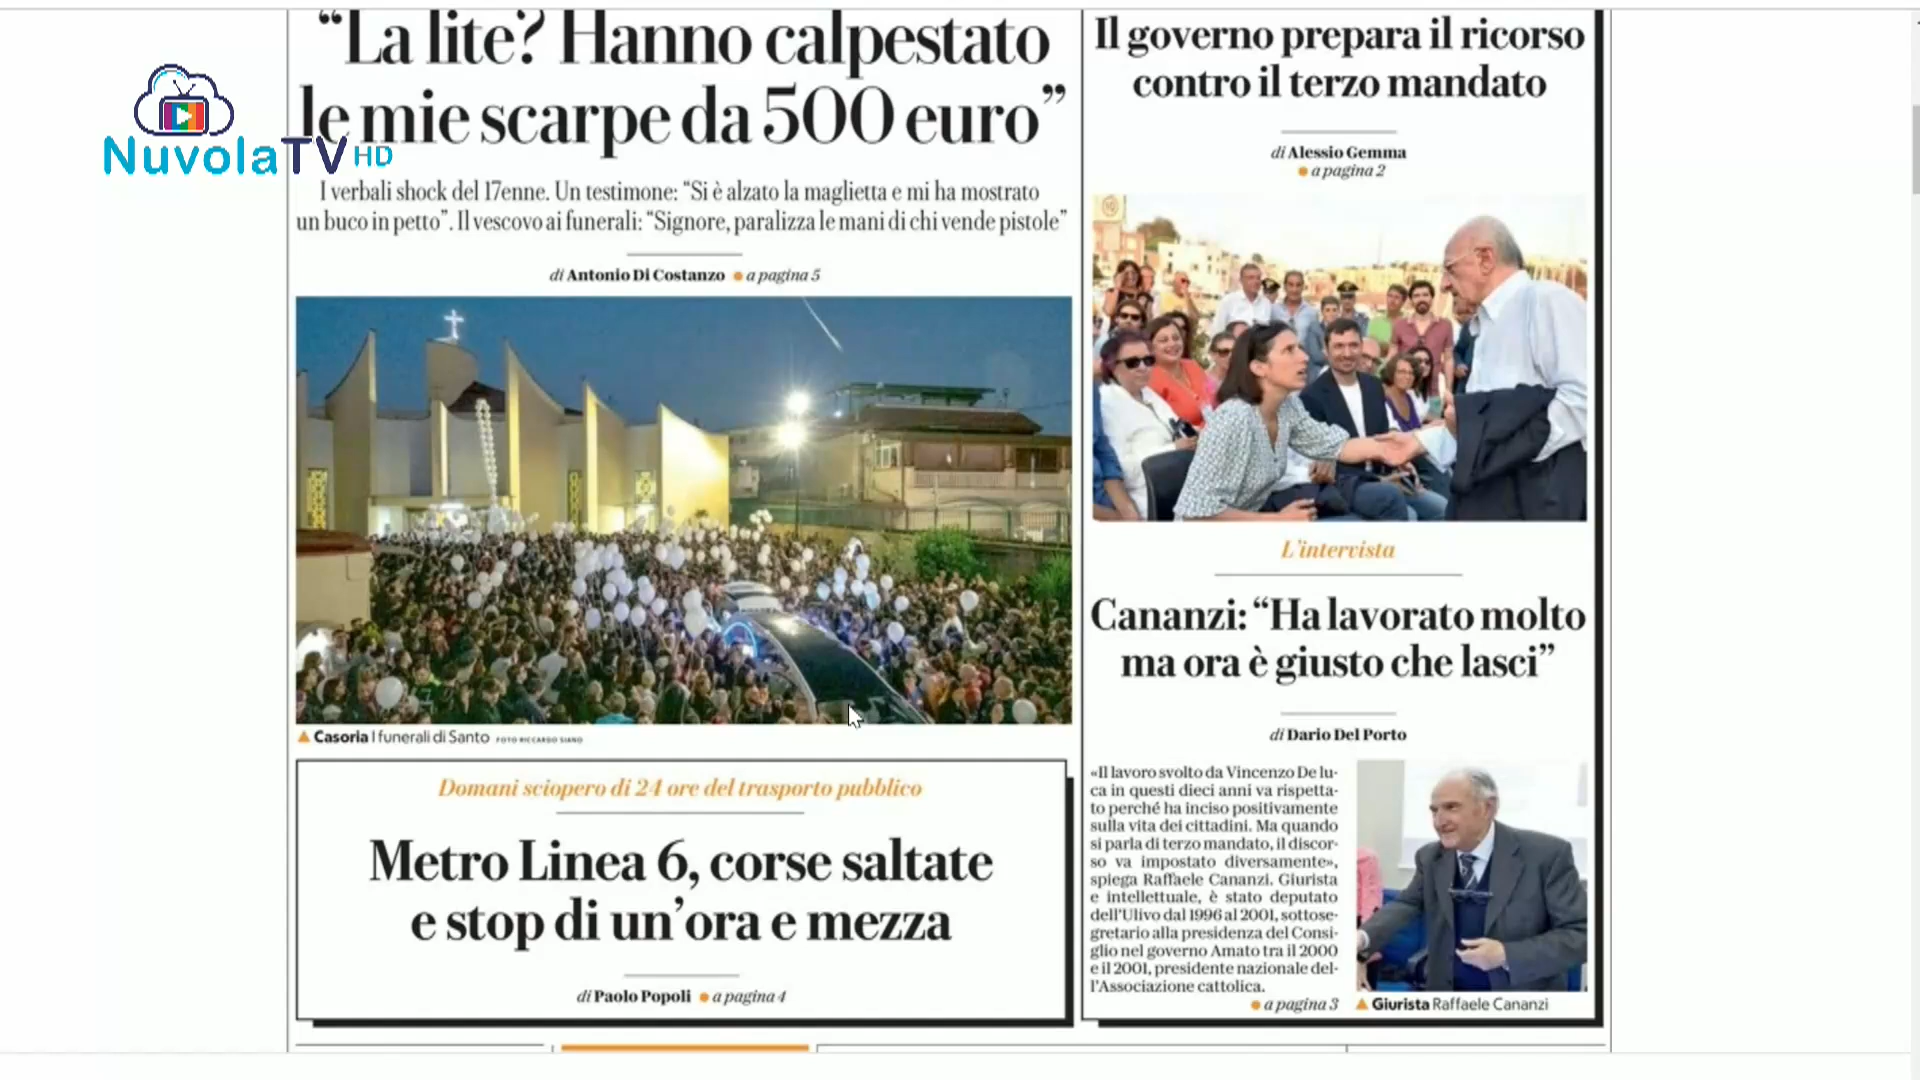 NuvolaTV HD
“La lite? Hanno calpestato
le mie scarpe da 500 euro”
I verbali shock del 17enne. Un testimone: “Si è alzato la maglietta e mi ha mostrato
un buco in petto”. Il vescovo ai funerali: “Signore, paralizza le mani di chi vende pistole”
di Antonio Di Costanzo ● a pagina 5
▲ Casoria I funerali di Santo FOTO RICCARDO SIANO
Domani sciopero di 24 ore del trasporto pubblico
Metro Linea 6, corse saltate
e stop di un’ora e mezza
di Paolo Popoli ● a pagina 4
Il governo prepara il ricorso
contro il terzo mandato
di Alessio Gemma
● a pagina 2
L’intervista
Cananzi: “Ha lavorato molto
ma ora è giusto che lasci”
di Dario Del Porto
«Il lavoro svolto da Vincenzo De lu-
ca in questi dieci anni va rispetta-
to perché ha inciso positivamente
sulla vita dei cittadini. Ma quando
si parla di terzo mandato, il discor-
so va impostato diversamente»,
spiega Raffaele Cananzi. Giurista
e intellettuale, è stato deputato
dell’Ulivo dal 1996 al 2001, sottose-
gretario alla presidenza del Consi-
glio nel governo Amato tra il 2000
e il 2001, presidente nazionale del-
l’Associazione cattolica.
● a pagina 3
▲ Giurista Raffaele Cananzi